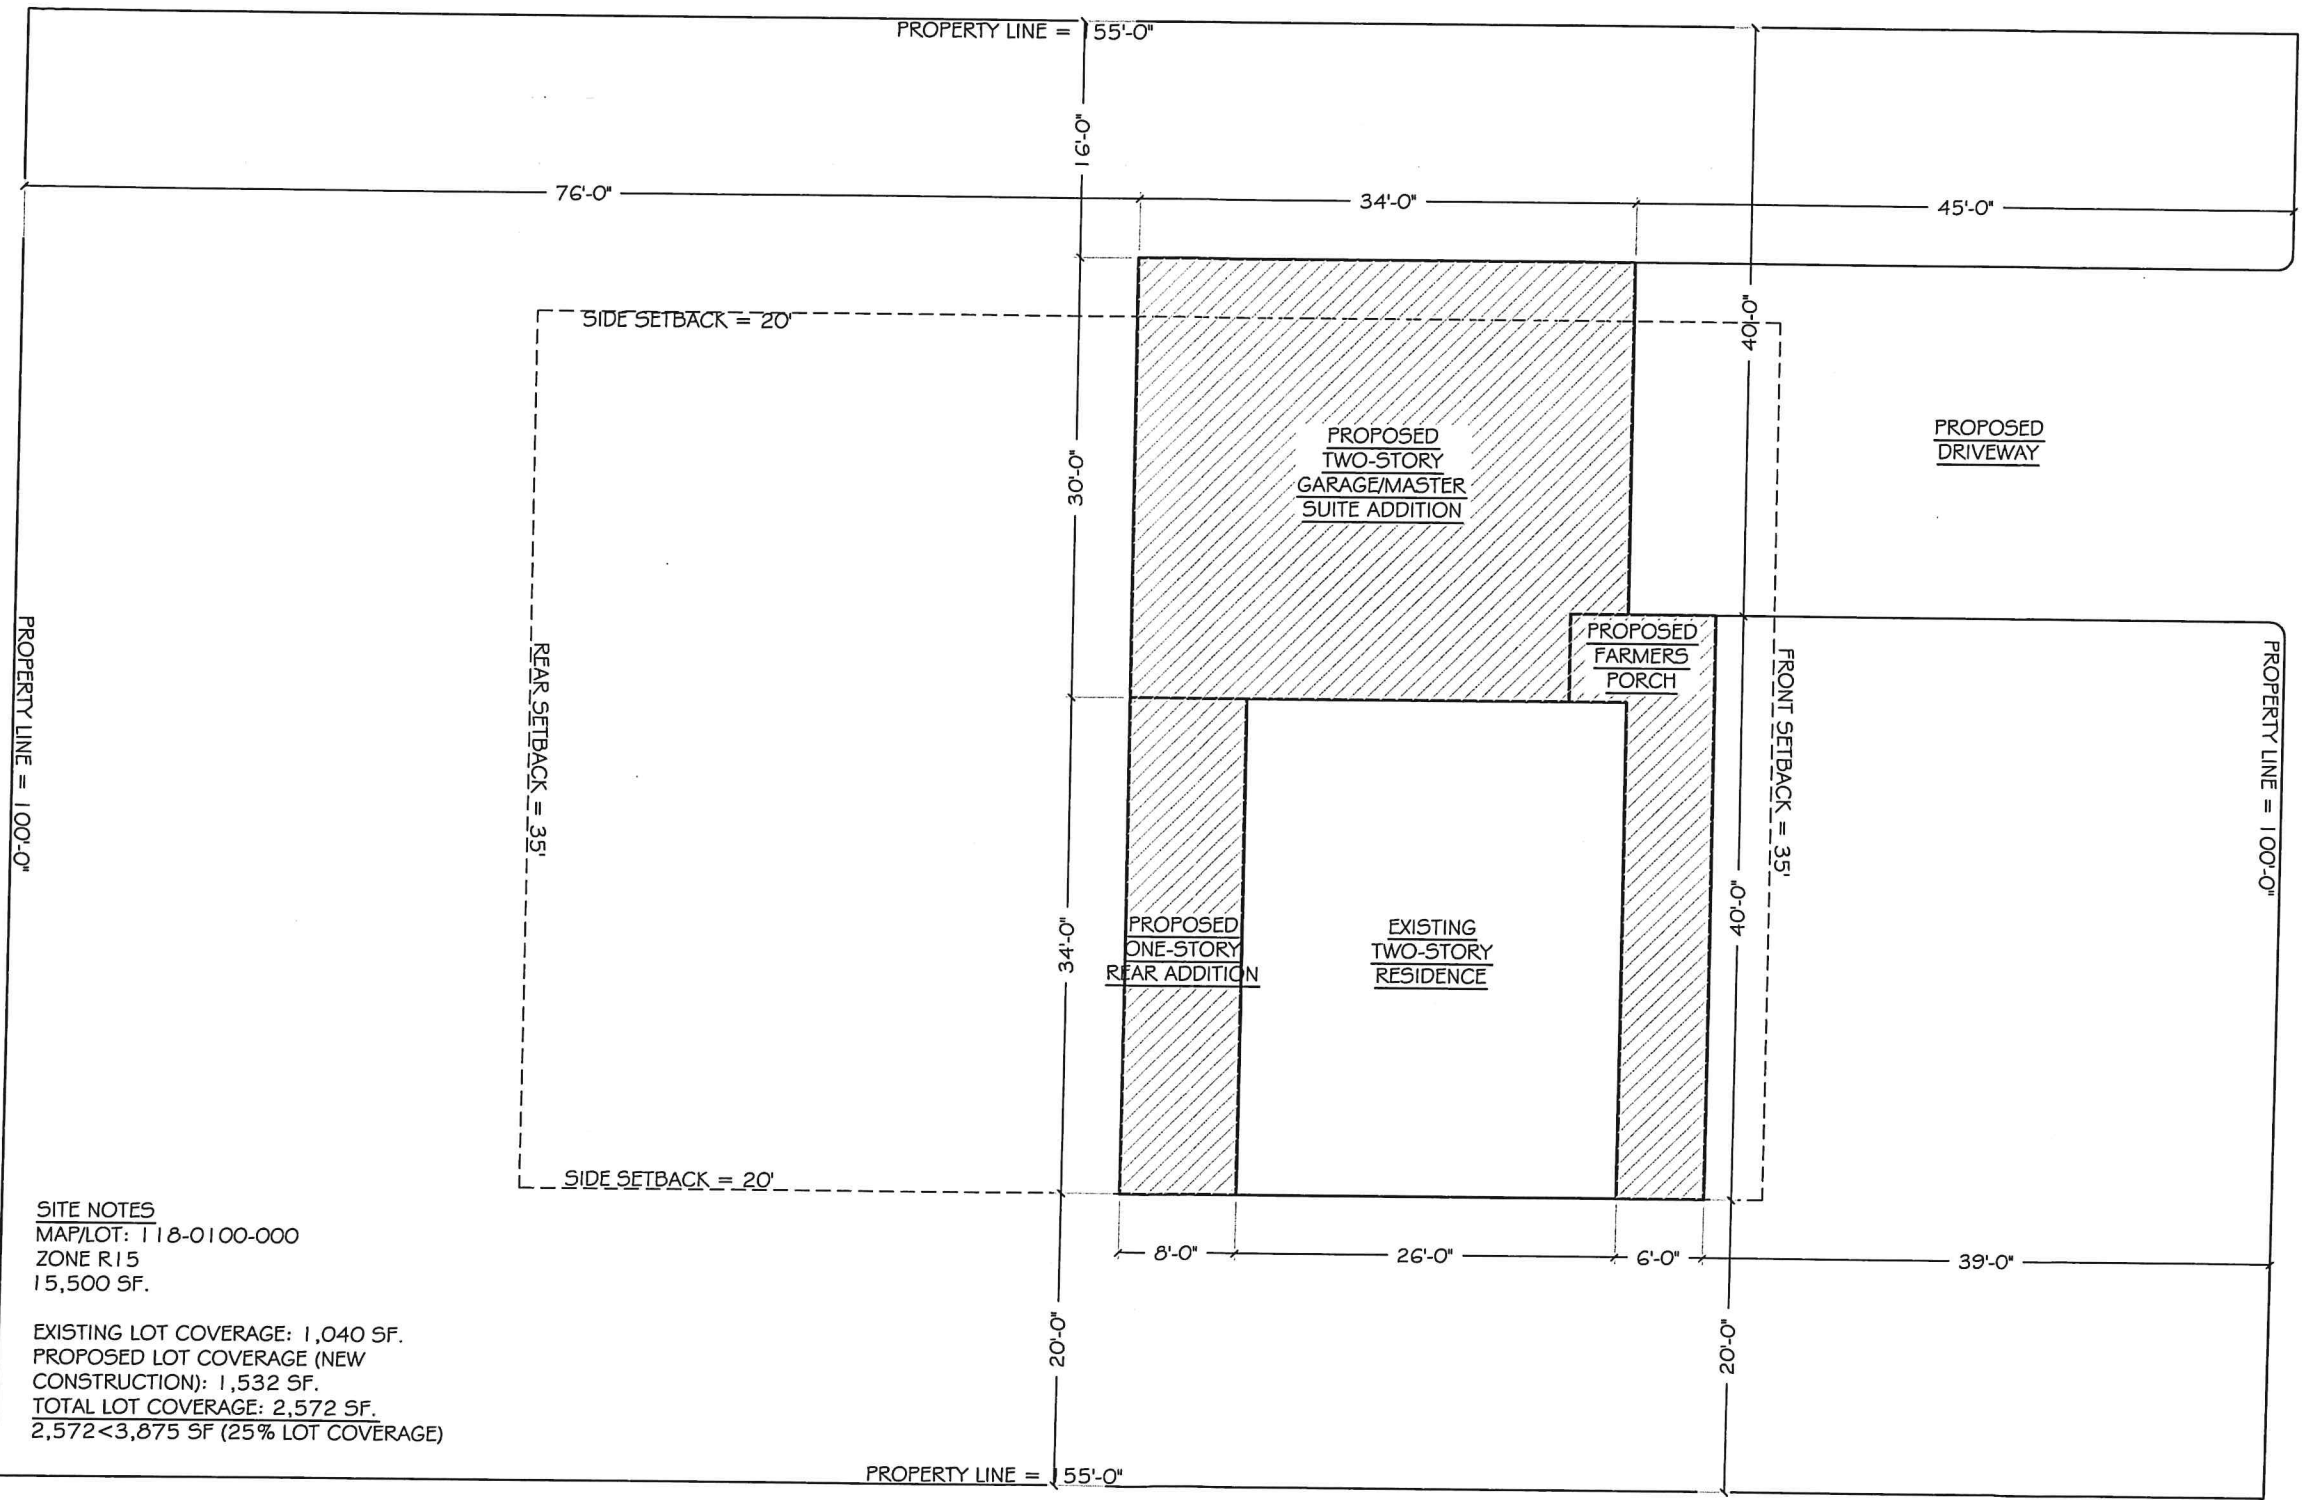 PROPERTY LINE = 155'-0"
16'-0"
76'-0"
34'-0"
45'-0"
SIDE SETBACK = 20'
40'-0"
PROPOSED
TWO-STORY
GARAGE/MASTER
SUITE ADDITION
PROPOSED
DRIVEWAY
30'-0"
PROPERTY LINE = 100'-0"
REAR SETBACK = 35'
PROPOSED
FARMERS
PORCH
FRONT SETBACK = 35'
PROPERTY LINE = 100'-0"
34'-0"
PROPOSED
ONE-STORY
REAR ADDITION
EXISTING
TWO-STORY
RESIDENCE
40'-0"
SIDE SETBACK = 20'
8'-0"
26'-0"
6'-0"
39'-0"
20'-0"
20'-0"
SITE NOTES
MAP/LOT: 118-0100-000
ZONE R15
15,500 SF.
EXISTING LOT COVERAGE: 1,040 SF.
PROPOSED LOT COVERAGE (NEW
CONSTRUCTION): 1,532 SF.
TOTAL LOT COVERAGE: 2,572 SF.
2,572<3,875 SF (25% LOT COVERAGE)
PROPERTY LINE = 155'-0"